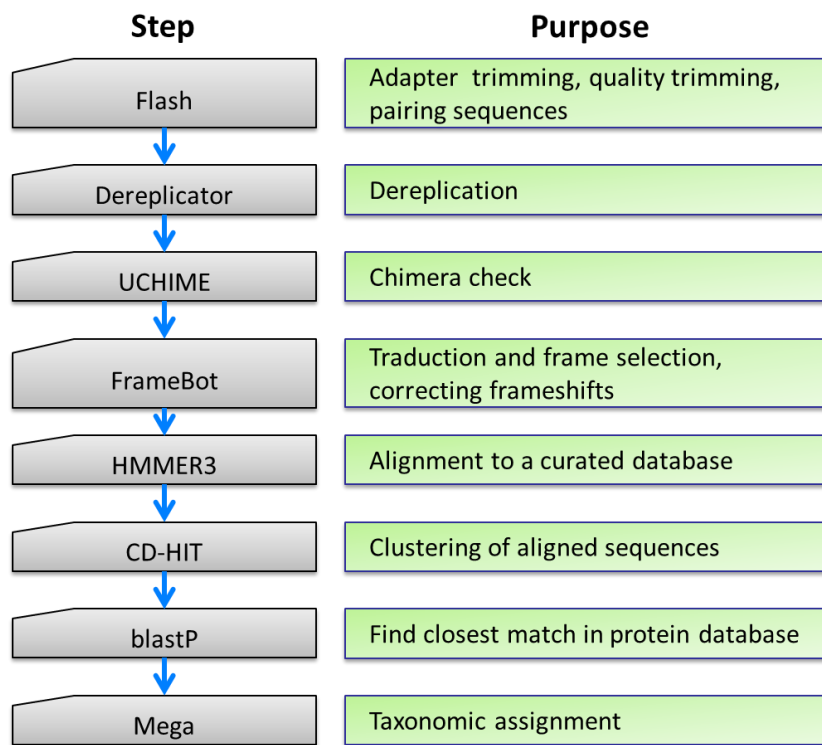 Step Purpose
Flash Adapter trimming, quality trimming,
pairing sequences
Dereplicator Dereplication
UCHIME Chimera check
FrameBot Traduction and frame selection,
correcting frameshifts
HMMER3 Alignment to a curated database
CD-HIT Clustering of aligned sequences
blastP Find closest match in protein database
Mega Taxonomic assignment